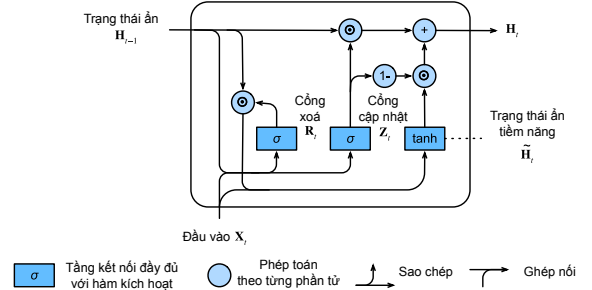 Trạng thái ẩn
H_{t−1}
H_t
+
1-
Cổng
xoá
R_t
Cổng
cập nhật
Z_t
σ
σ
tanh
Trạng thái ẩn
tiềm năng
H̃_t
Đầu vào X_t
σ
Tầng kết nối đầy đủ
với hàm kích hoạt
Phép toán
theo từng phần tử
Sao chép
Ghép nối